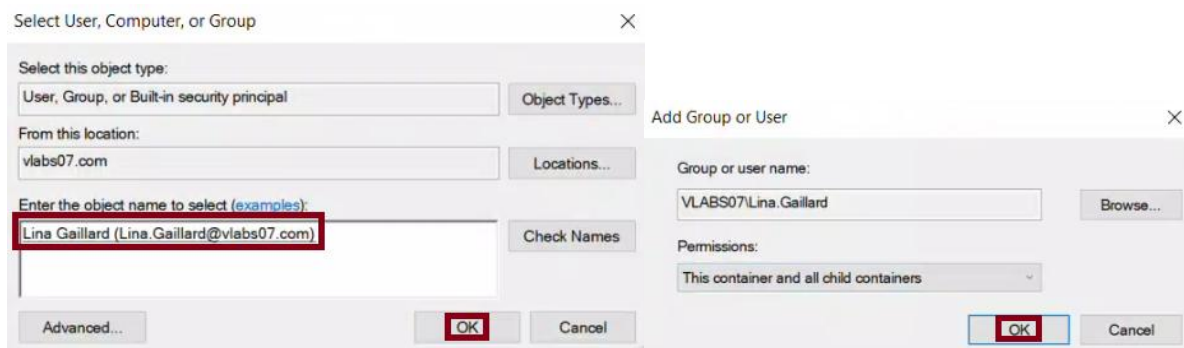 Select User, Computer, or Group
Select this object type:
User, Group, or Built-in security principal
Object Types...
From this location:
vlabs07.com
Locations...
Enter the object name to select (examples):
Lina Gaillard (Lina.Gaillard@vlabs07.com)
Check Names
Advanced...
OK
Cancel
Add Group or User
Group or user name:
VLABS07\Lina.Gaillard
Browse...
Permissions:
This container and all child containers
OK
Cancel